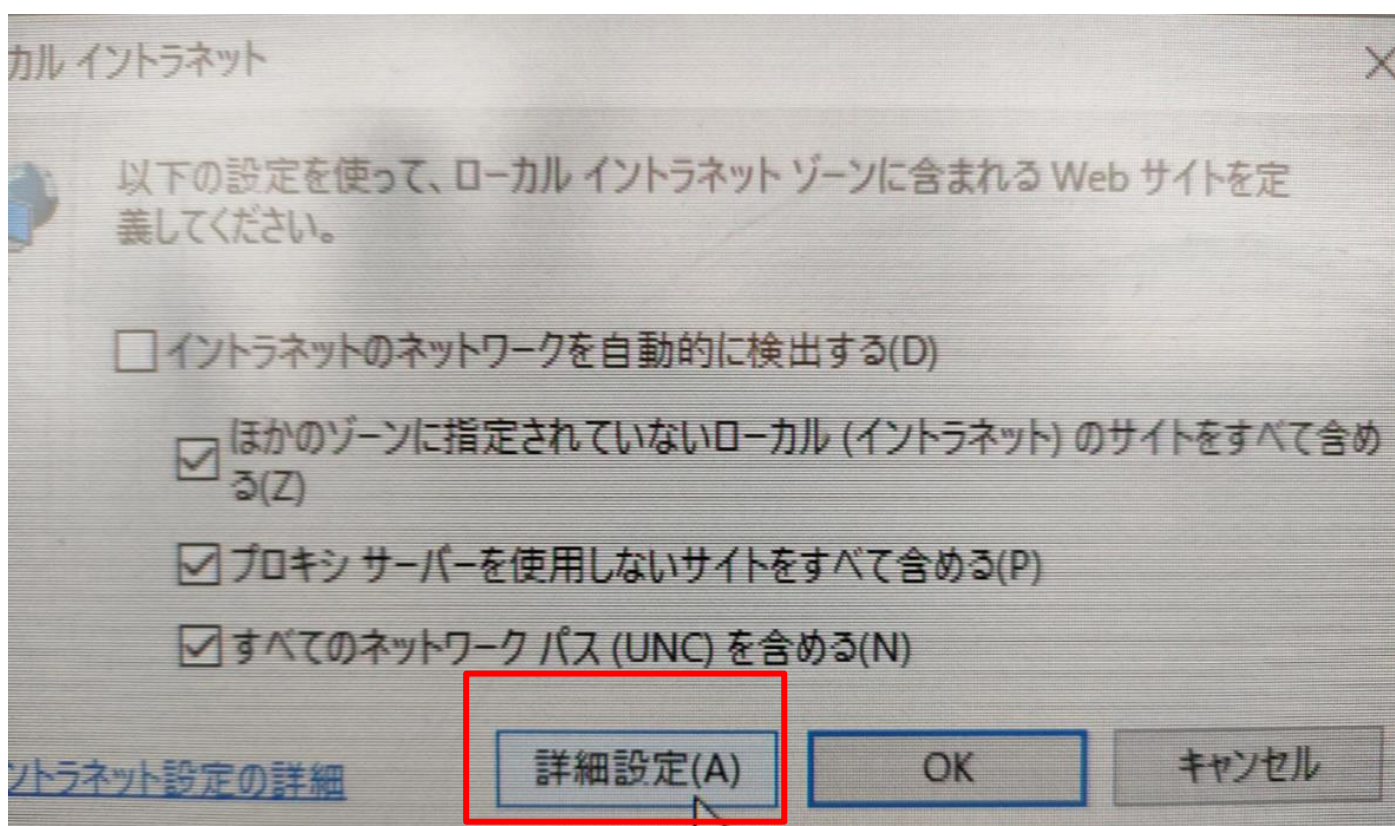 カル イントラネット
以下の設定を使って、ローカル イントラネット ゾーンに含まれる Web サイトを定
義してください。
イントラネットのネットワークを自動的に検出する(D)
ほかのゾーンに指定されていないローカル (イントラネット) のサイトをすべて含め
る(Z)
プロキシ サーバーを使用しないサイトをすべて含める(P)
すべてのネットワーク パス (UNC) を含める(N)
ントラネット設定の詳細
詳細設定(A)
OK
キャンセル